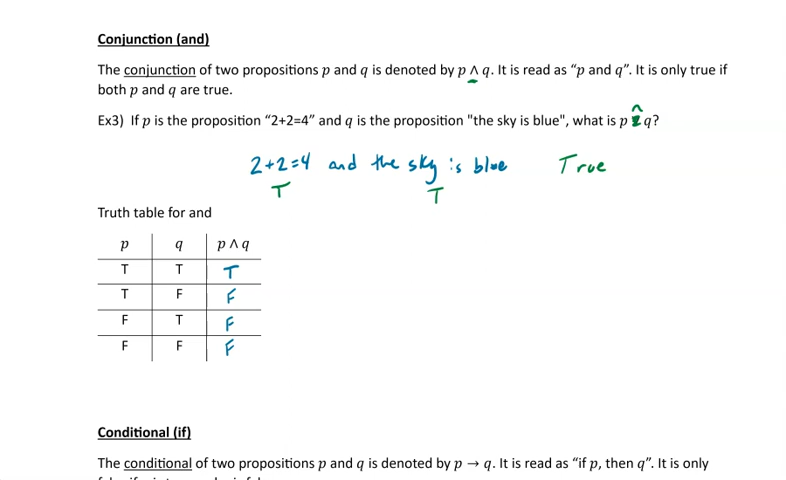 Conjunction (and)
The conjunction of two propositions p and q is denoted by p ∧ q. It is read as “p and q”. It is only true if
both p and q are true.
Ex3) If p is the proposition “2+2=4” and q is the proposition "the sky is blue", what is p ∧ q?
2+2=4 and the sky is blue True
T T
Truth table for and
p q p ∧ q
T T T
T F F
F T F
F F F
Conditional (if)
The conditional of two propositions p and q is denoted by p → q. It is read as “if p, then q”. It is only